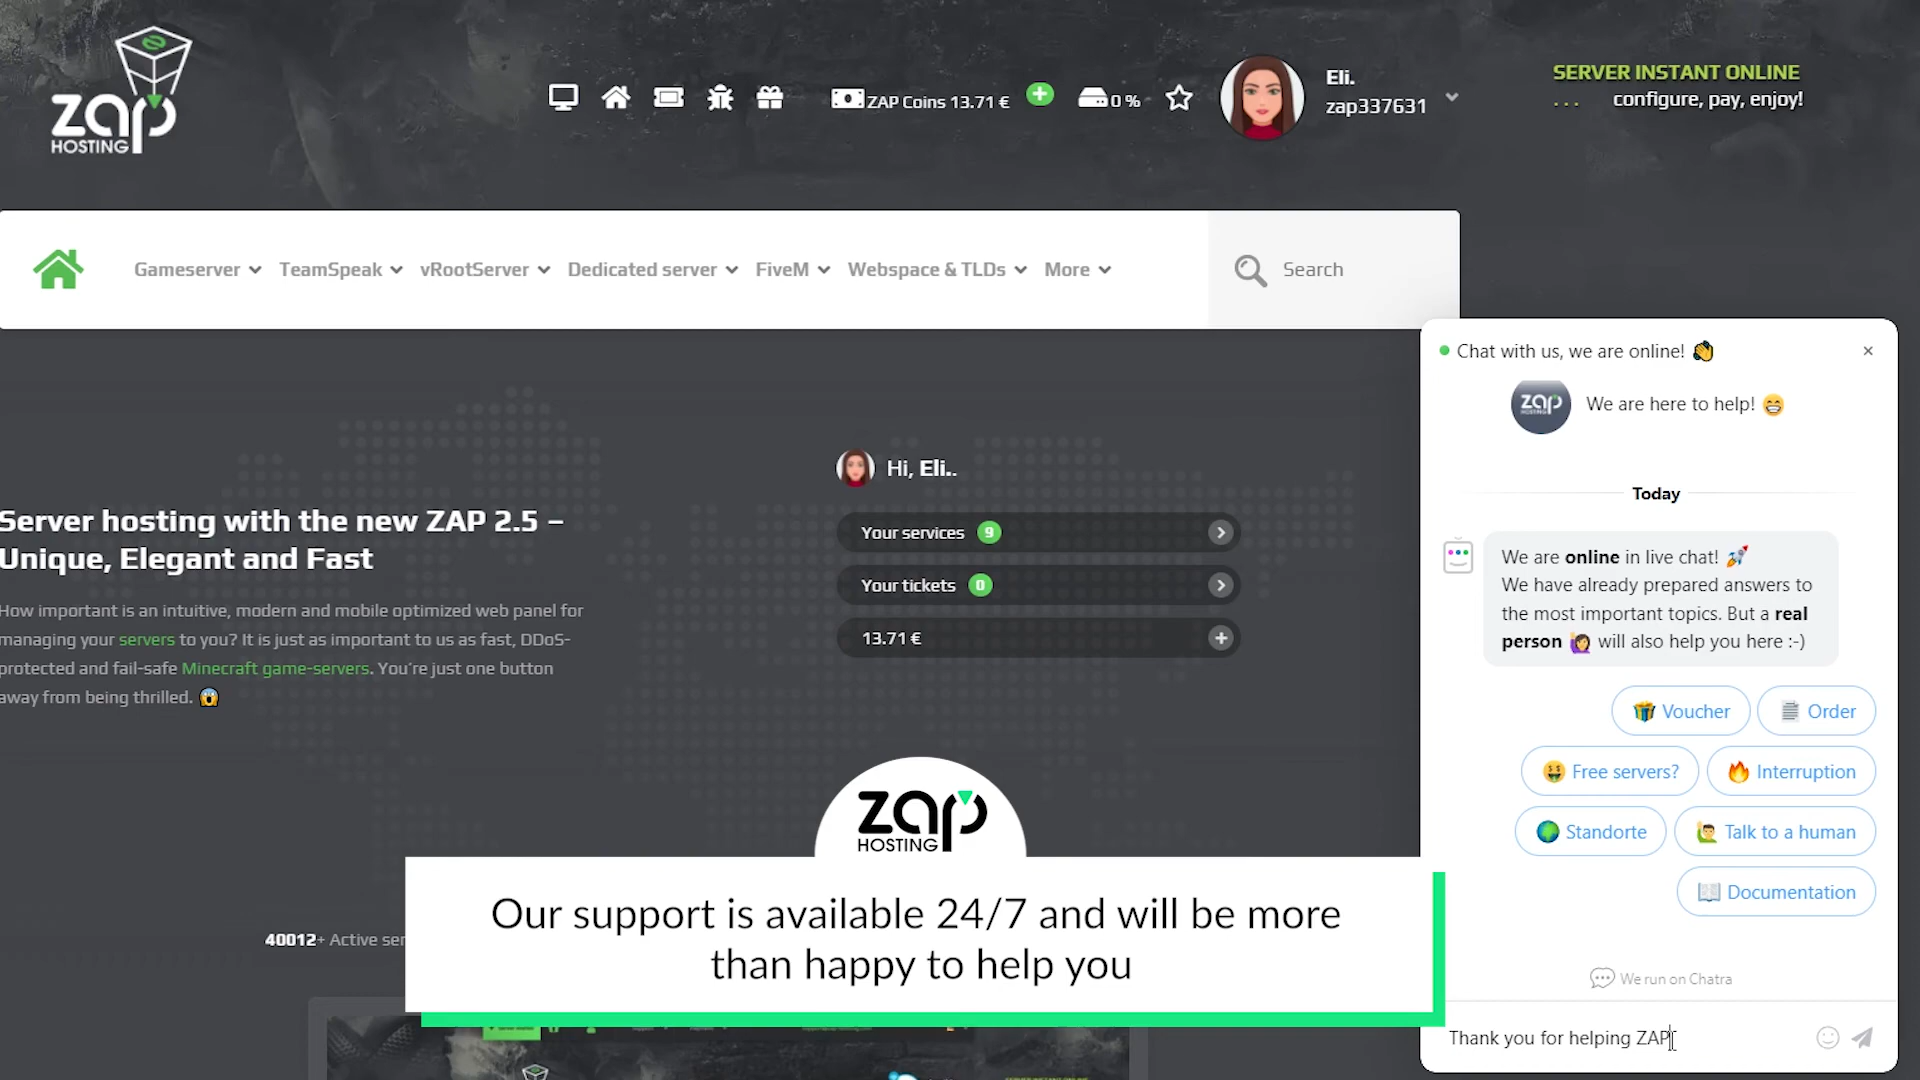 zap
HOSTING
ZAP Coins 13.71 €
0 %
Eli.
zap337631
SERVER INSTANT ONLINE
... configure, pay, enjoy!
Gameserver
TeamSpeak
vRootServer
Dedicated server
FiveM
Webspace & TLDs
More
Search
Server hosting with the new ZAP 2.5 –
Unique, Elegant and Fast
How important is an intuitive, modern and mobile optimized web panel for
managing your servers to you? It is just as important to us as fast, DDoS-
protected and fail-safe Minecraft game-servers. You're just one button
away from being thrilled. 😱
Hi, Eli..
Your services 9
Your tickets 0
13.71 €
40012+ Active ser
zap
HOSTING
Our support is available 24/7 and will be more
than happy to help you
Chat with us, we are online! 👏
zap
HOSTING
We are here to help! 😁
Today
We are online in live chat! 🚀
We have already prepared answers to
the most important topics. But a real
person 🙋‍♀️ will also help you here :-)
Voucher
Order
Free servers?
Interruption
Standorte
Talk to a human
Documentation
We run on Chatra
Thank you for helping ZAP